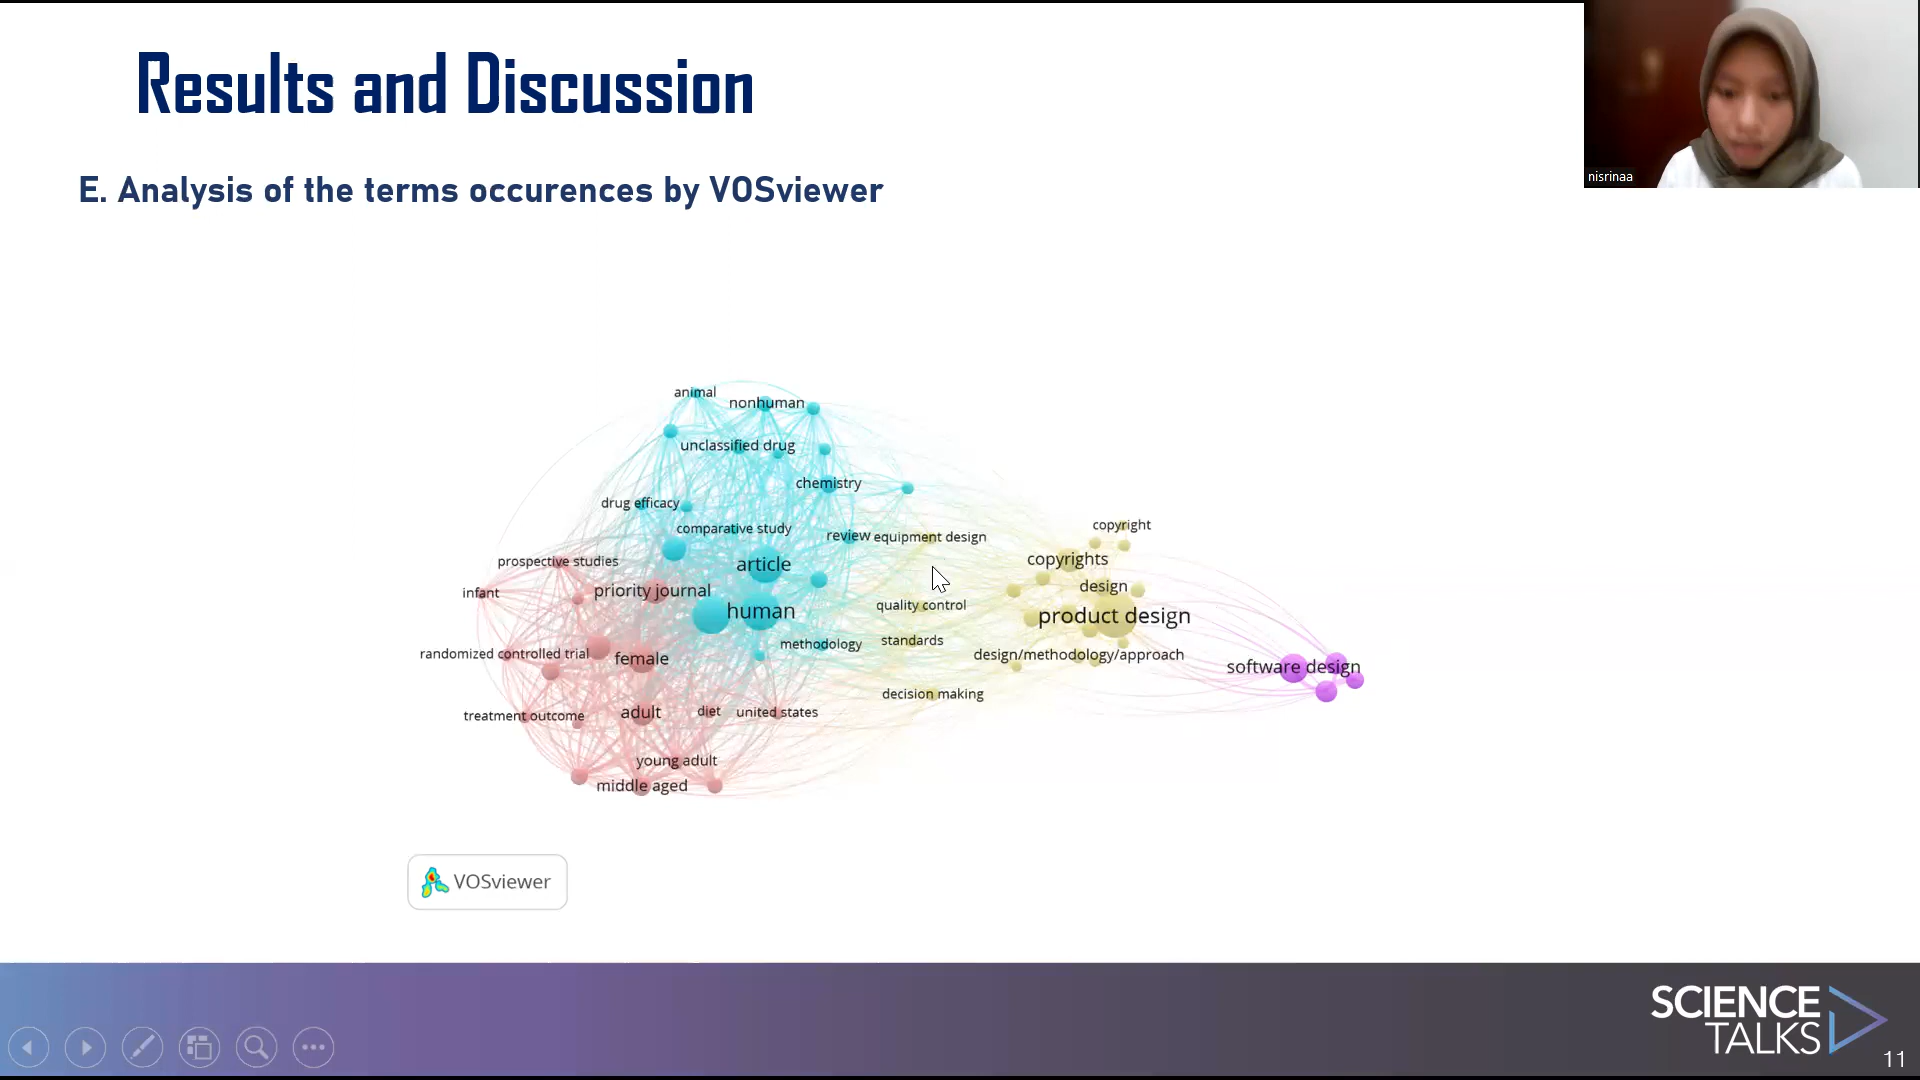 Results and Discussion
nisrinaa
E. Analysis of the terms occurences by VOSviewer
animal
nonhuman
unclassified drug
chemistry
drug efficacy
comparative study
review
equipment design
copyright
prospective studies
article
copyrights
infant
priority journal
design
human
quality control
product design
randomized controlled trial
female
methodology
standards
design/methodology/approach
software design
decision making
treatment outcome
adult
diet
united states
young adult
middle aged
VOSviewer
SCIENCE
TALKS
11